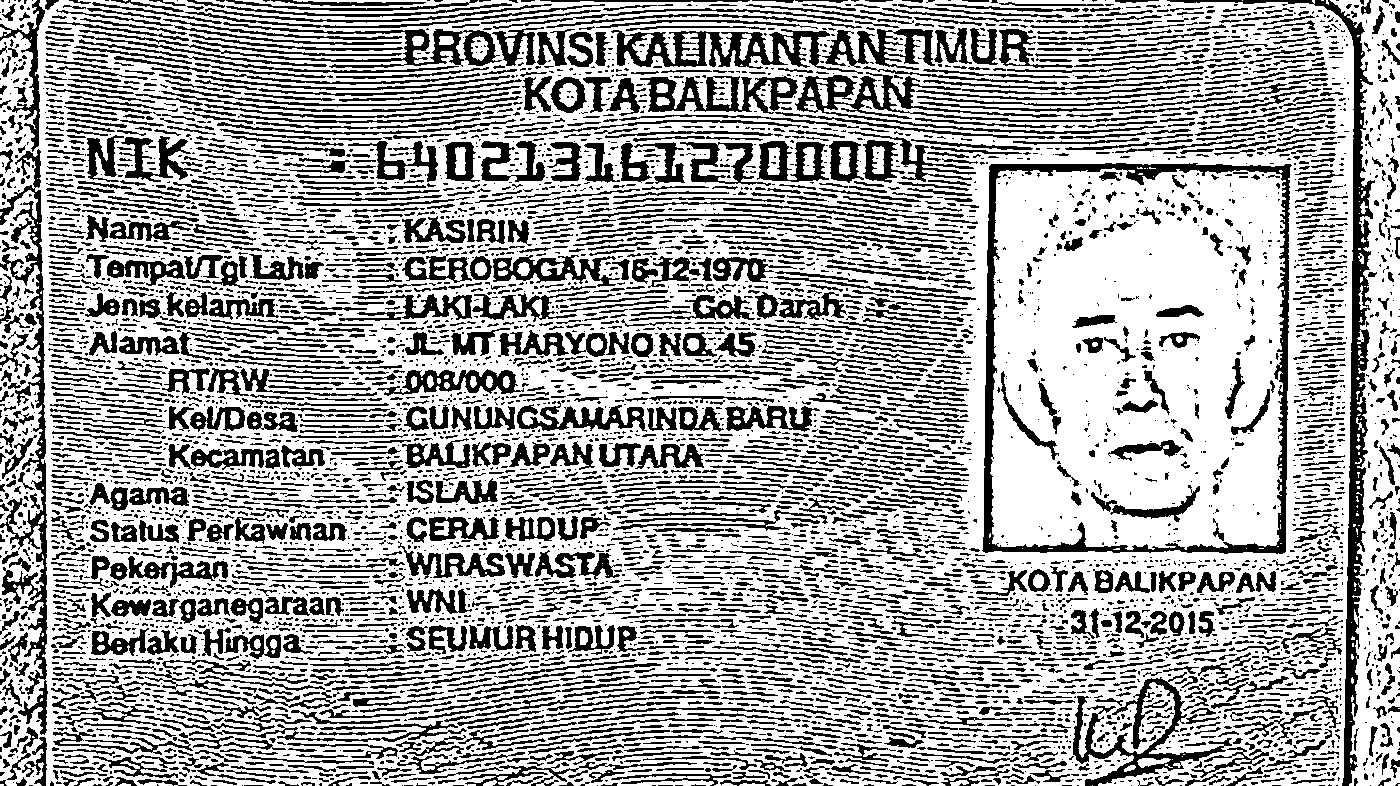 PROVINSI KALIMANTAN TIMUR
KOTA BALIKPAPAN
NIK : 6402131612700004
Nama : KASIRIN
Tempat/Tgl Lahir : GEROBOGAN, 16-12-1970
Jenis kelamin : LAKI-LAKI Gol. Darah : -
Alamat : JL. MT HARYONO NO. 45
RT/RW : 008/000
Kel/Desa : GUNUNGSAMARINDA BARU
Kecamatan : BALIKPAPAN UTARA
Agama : ISLAM
Status Perkawinan : CERAI HIDUP
Pekerjaan : WIRASWASTA
Kewarganegaraan : WNI
Berlaku Hingga : SEUMUR HIDUP
KOTA BALIKPAPAN
31-12-2015